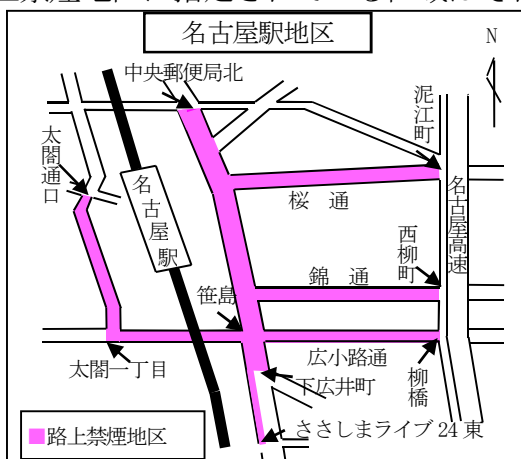 名古屋駅地区
N
中央郵便局北
泥江町
太閤通口
名古屋駅
桜 通
名古屋高速
西柳町
錦 通
笹島
広小路通
太閤一丁目
下広井町
柳橋
ささしまライブ 24 東
路上禁煙地区